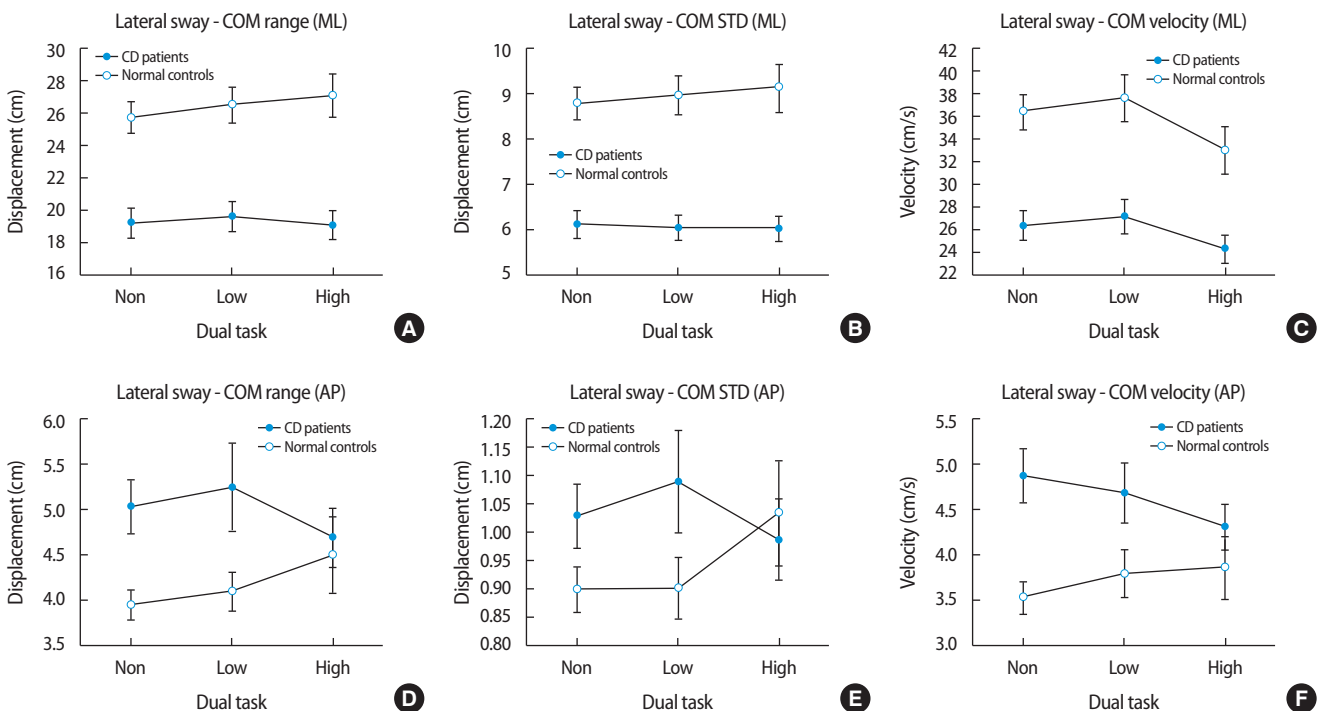 Lateral sway - COM range (ML)
30
28
26
24
22
20
18
16
Displacement (cm)
CD patients
Normal controls
Non Low High
Dual task
A
Lateral sway - COM STD (ML)
10
9
8
7
6
5
Displacement (cm)
CD patients
Normal controls
Non Low High
Dual task
B
Lateral sway - COM velocity (ML)
42
40
38
36
34
32
30
28
26
24
22
Velocity (cm/s)
CD patients
Normal controls
Non Low High
Dual task
C
Lateral sway - COM range (AP)
6.0
5.5
5.0
4.5
4.0
3.5
Displacement (cm)
CD patients
Normal controls
Non Low High
Dual task
D
Lateral sway - COM STD (AP)
1.20
1.15
1.10
1.05
1.00
0.95
0.90
0.85
0.80
Displacement (cm)
CD patients
Normal controls
Non Low High
Dual task
E
Lateral sway - COM velocity (AP)
5.5
5.0
4.5
4.0
3.5
3.0
Velocity (cm/s)
CD patients
Normal controls
Non Low High
Dual task
F